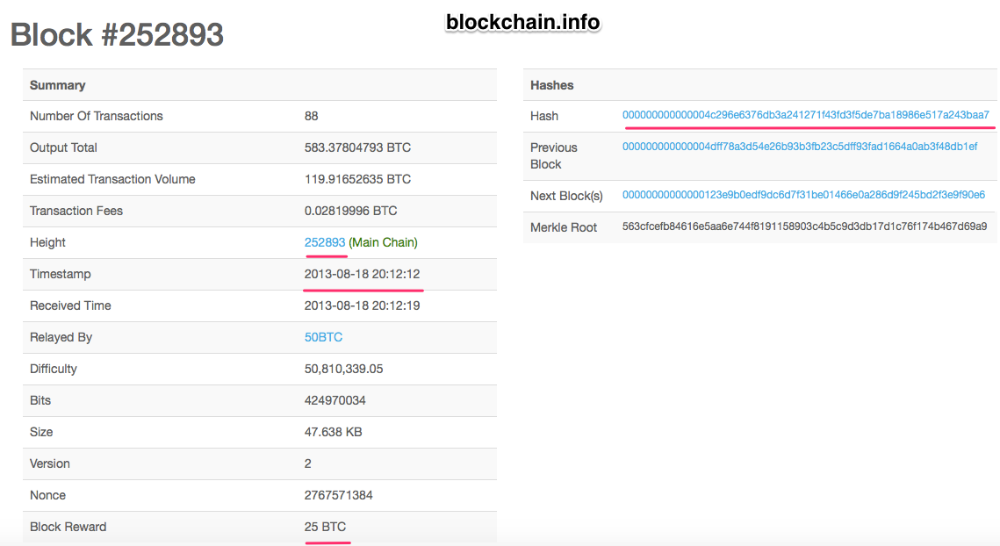 blockchain.info
Block #252893
Summary
Number Of Transactions 88
Output Total 583.37804793 BTC
Estimated Transaction Volume 119.91652635 BTC
Transaction Fees 0.02819996 BTC
Height 252893 (Main Chain)
Timestamp 2013-08-18 20:12:12
Received Time 2013-08-18 20:12:19
Relayed By 50BTC
Difficulty 50,810,339.05
Bits 424970034
Size 47.638 KB
Version 2
Nonce 2767571384
Block Reward 25 BTC
Hashes
Hash 000000000000004c296e6376db3a241271f43fd3f5de7ba18986e517a243baa7
Previous 000000000000004dff78a3d54e26b93b3fb23c5dff93fad1664a0ab3f48db1ef
Block
Next Block(s) 00000000000000123e9b0edf9dc6d7f31be01466e0a286d9f245bd2f3e9f90e6
Merkle Root 563cfcefb84616e5aa6e744f8191158903c4b5c9d3db17d1c76f174b467d69a9